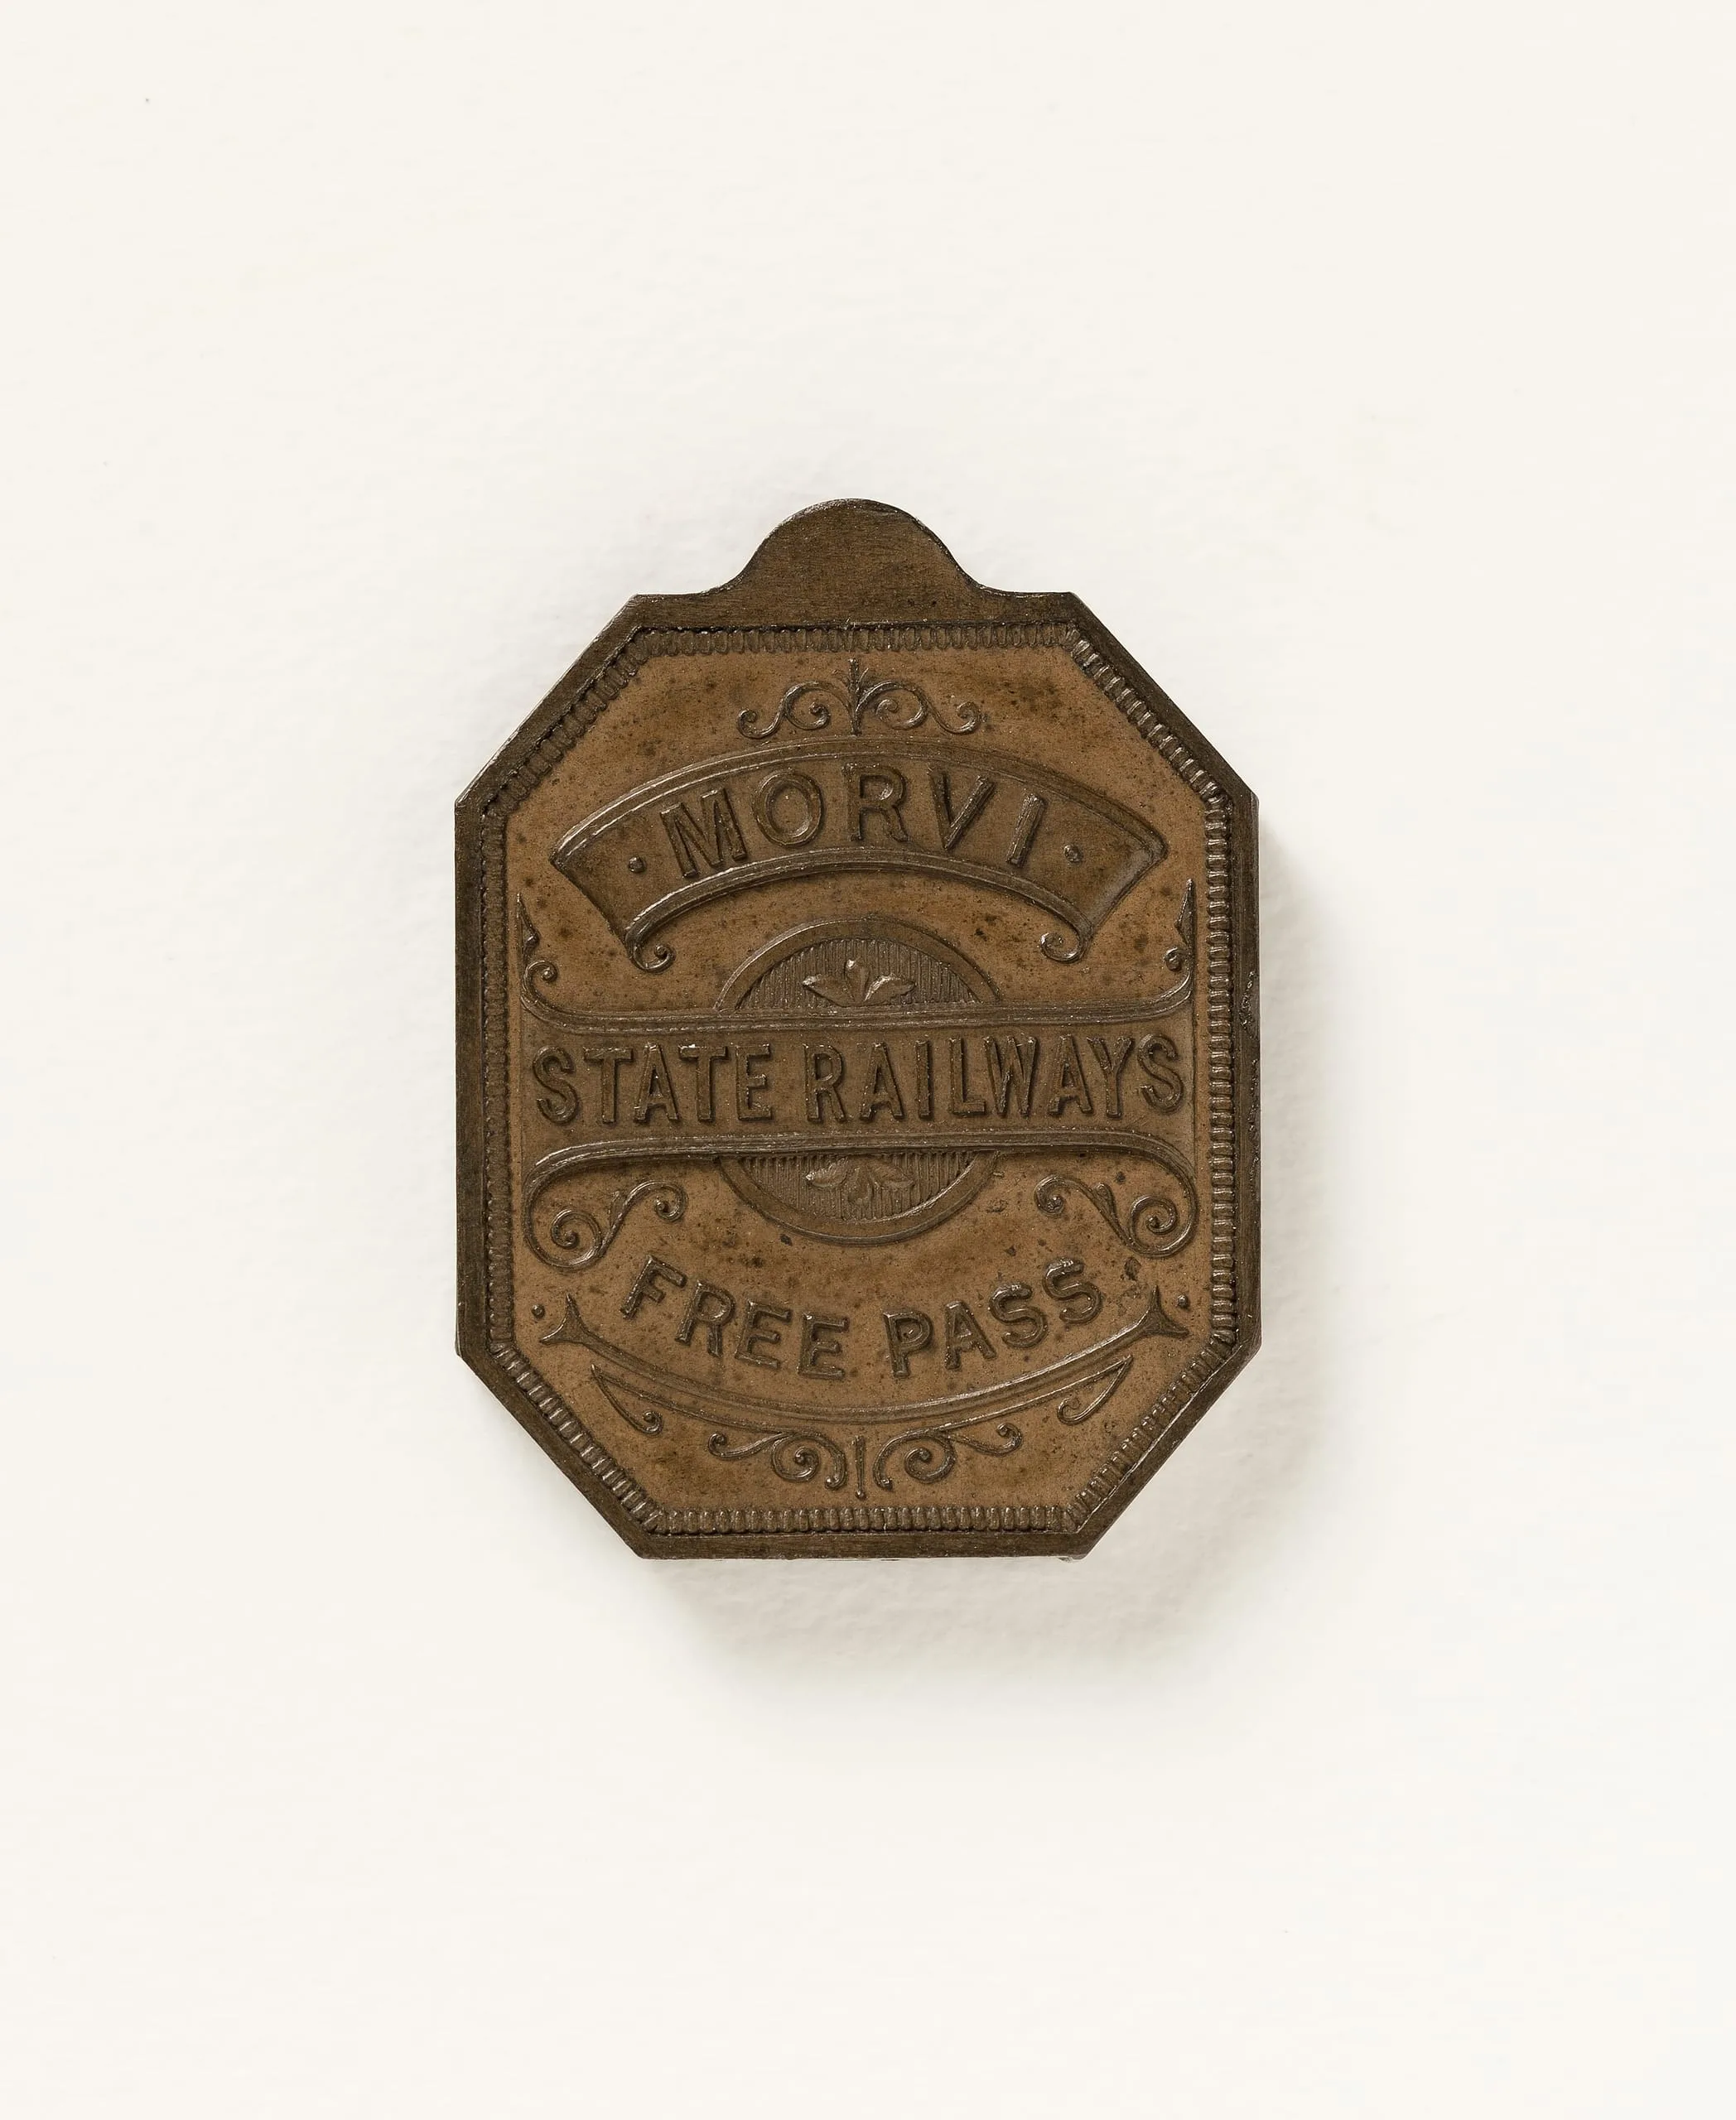 · MORVI ·
STATE RAILWAYS
FREE PASS